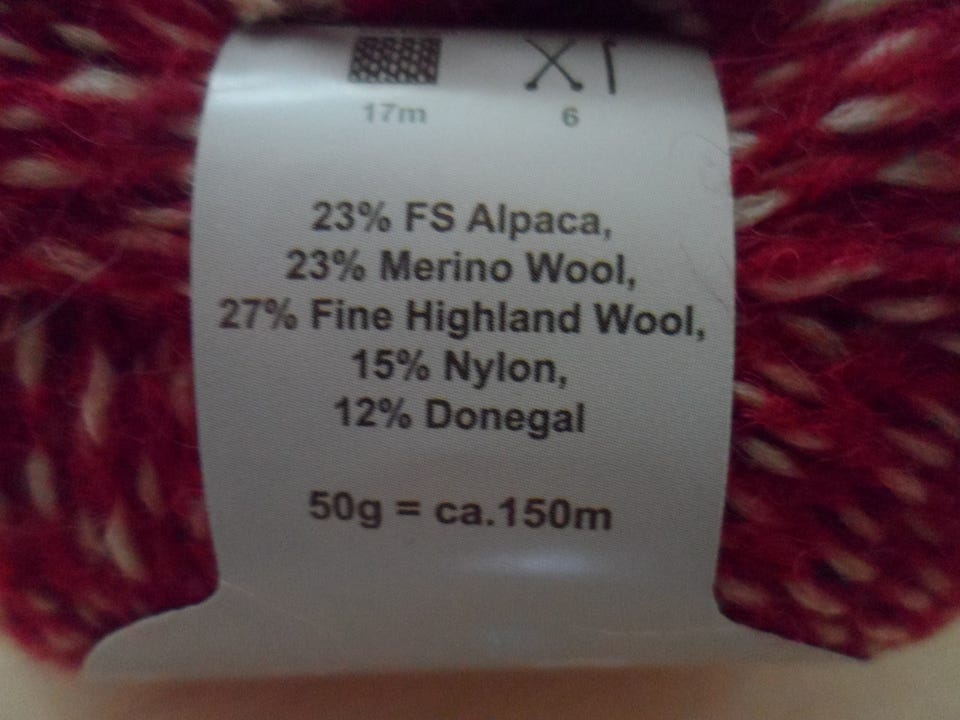 17m 6
23% FS Alpaca,
23% Merino Wool,
27% Fine Highland Wool,
15% Nylon,
12% Donegal
50g = ca.150m